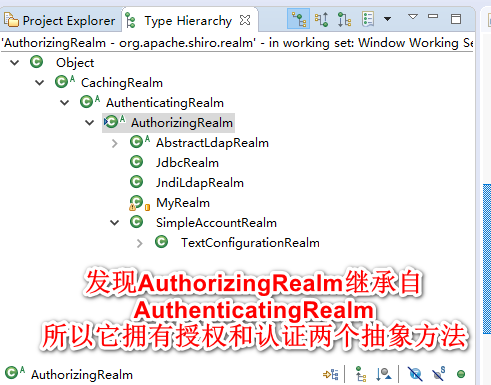 Project Explorer
Type Hierarchy
'AuthorizingRealm - org.apache.shiro.realm' - in working set: Window Working Se
Object
CachingRealm
AuthenticatingRealm
AuthorizingRealm
AbstractLdapRealm
JdbcRealm
JndiLdapRealm
MyRealm
SimpleAccountRealm
TextConfigurationRealm
发现AuthorizingRealm继承自
AuthenticatingRealm
所以它拥有授权和认证两个抽象方法
AuthorizingRealm